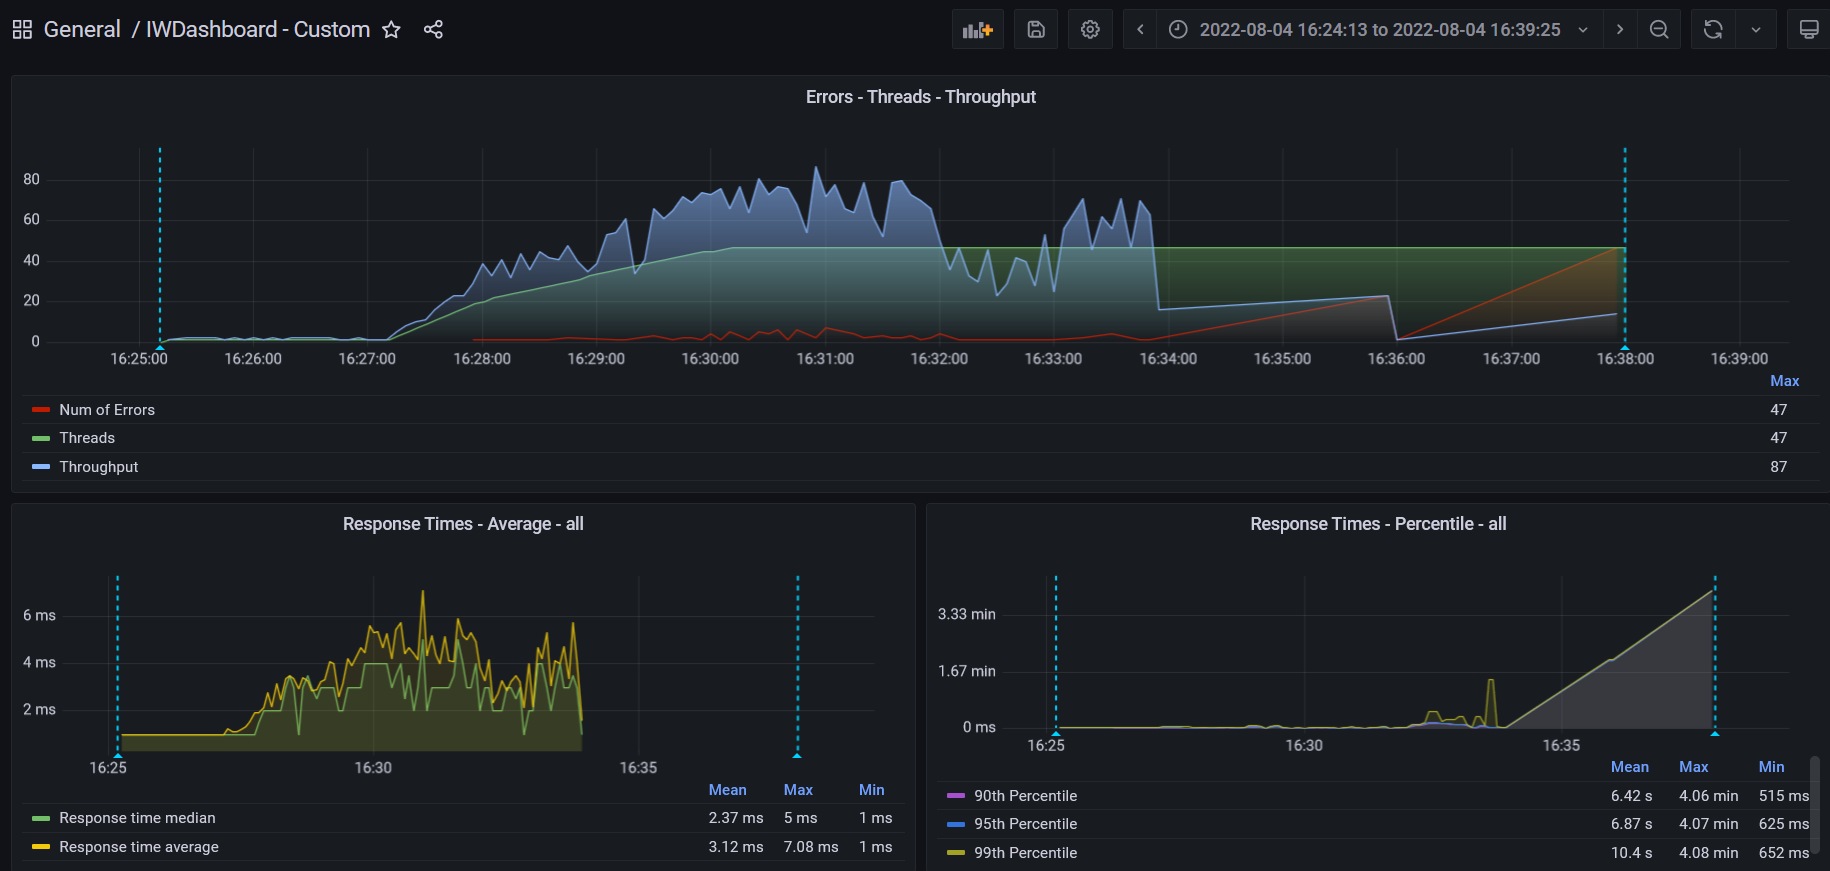 General / IWDashboard - Custom
2022-08-04 16:24:13 to 2022-08-04 16:39:25
Errors - Threads - Throughput
80
60
40
20
0
16:25:00 16:26:00 16:27:00 16:28:00 16:29:00 16:30:00 16:31:00 16:32:00 16:33:00 16:34:00 16:35:00 16:36:00 16:37:00 16:38:00 16:39:00
Max
Num of Errors 47
Threads 47
Throughput 87
Response Times - Average - all
6 ms
4 ms
2 ms
16:25 16:30 16:35
Mean Max Min
Response time median 2.37 ms 5 ms 1 ms
Response time average 3.12 ms 7.08 ms 1 ms
Response Times - Percentile - all
3.33 min
1.67 min
0 ms
16:25 16:30 16:35
Mean Max Min
90th Percentile 6.42 s 4.06 min 515 ms
95th Percentile 6.87 s 4.07 min 625 ms
99th Percentile 10.4 s 4.08 min 652 ms